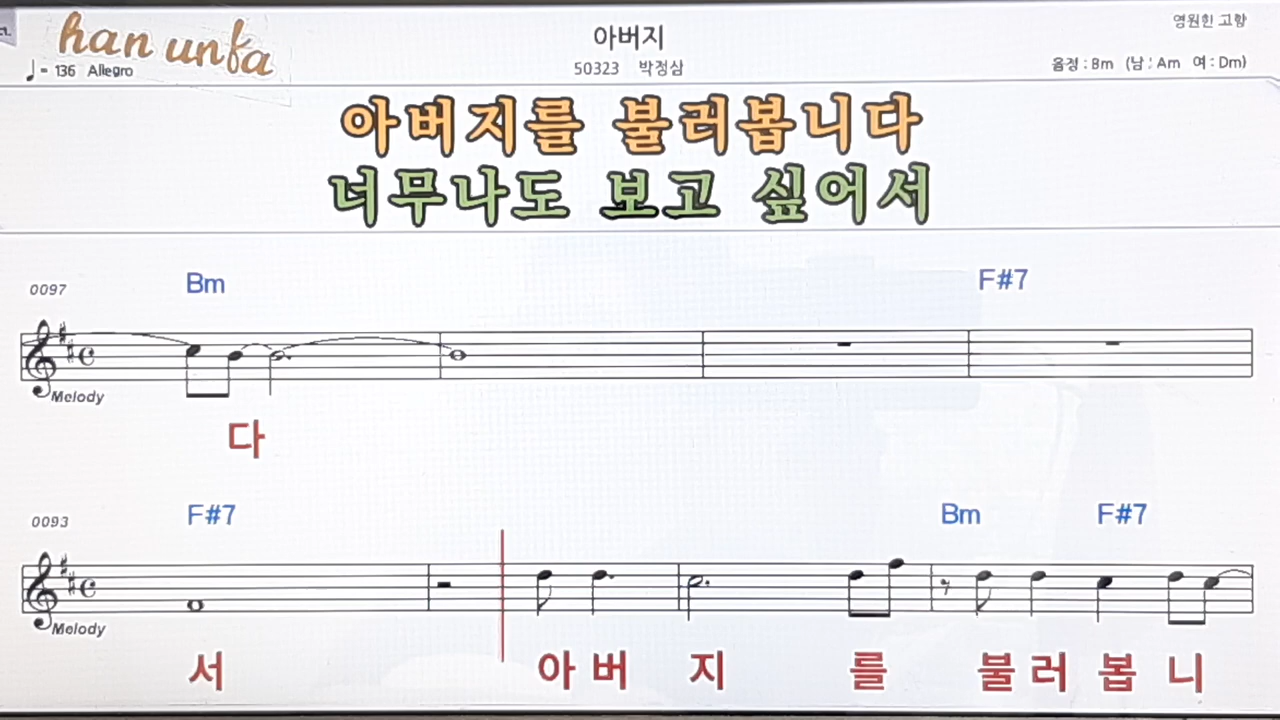 han unfa
♩= 136 Allegro
아버지
50323 박정삼
영원한 고향
음정 : Bm (남 : Am 여 : Dm)
아버지를 불러봅니다
너무나도 보고 싶어서
0097 Bm F#7
Melody
다
0093 F#7 Bm F#7
Melody
서 아 버 지 를 불 러 봅 니